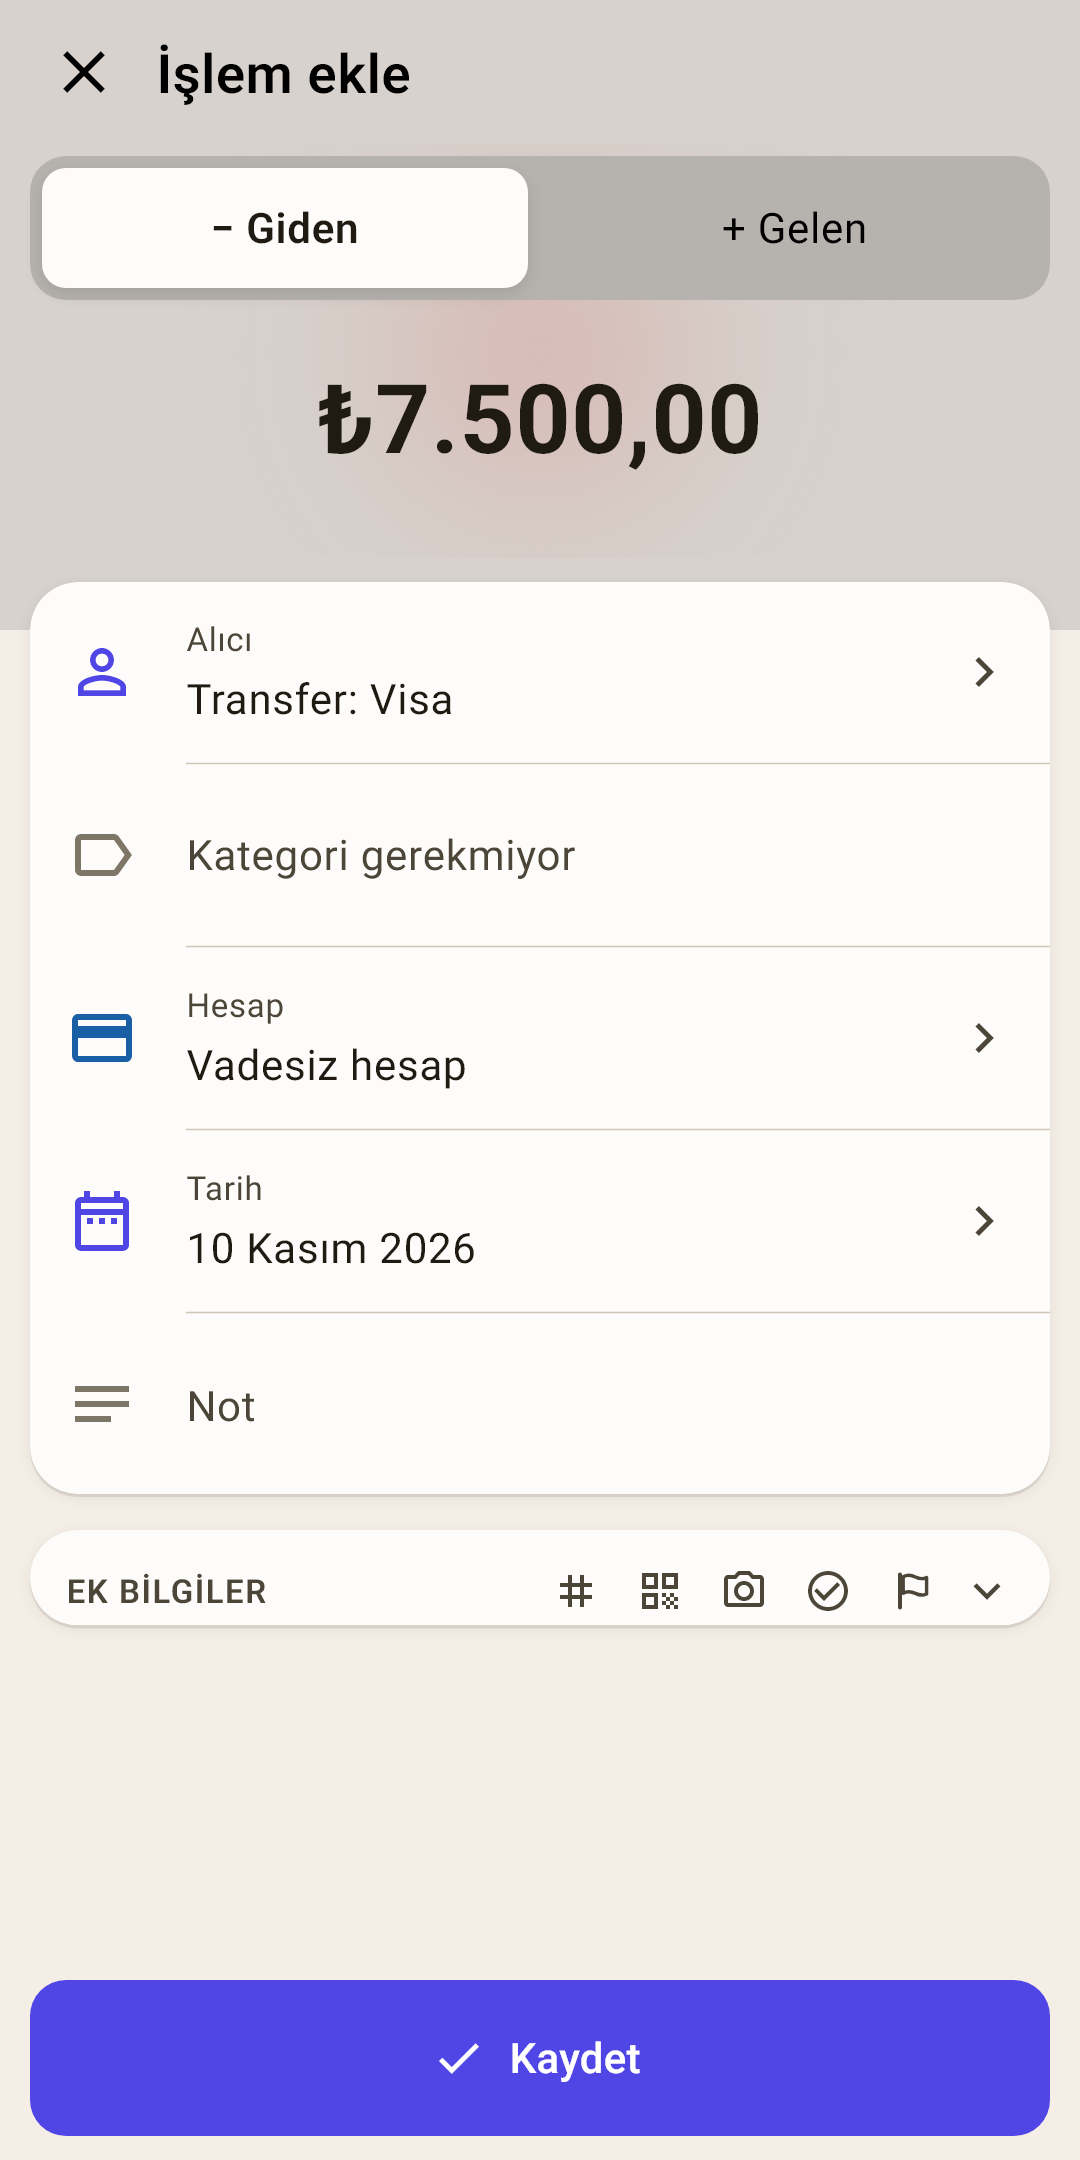 İşlem ekle
− Giden
+ Gelen
₺7.500,00
Alıcı
Transfer: Visa
Kategori gerekmiyor
Hesap
Vadesiz hesap
Tarih
10 Kasım 2026
Not
EK BİLGİLER
Kaydet